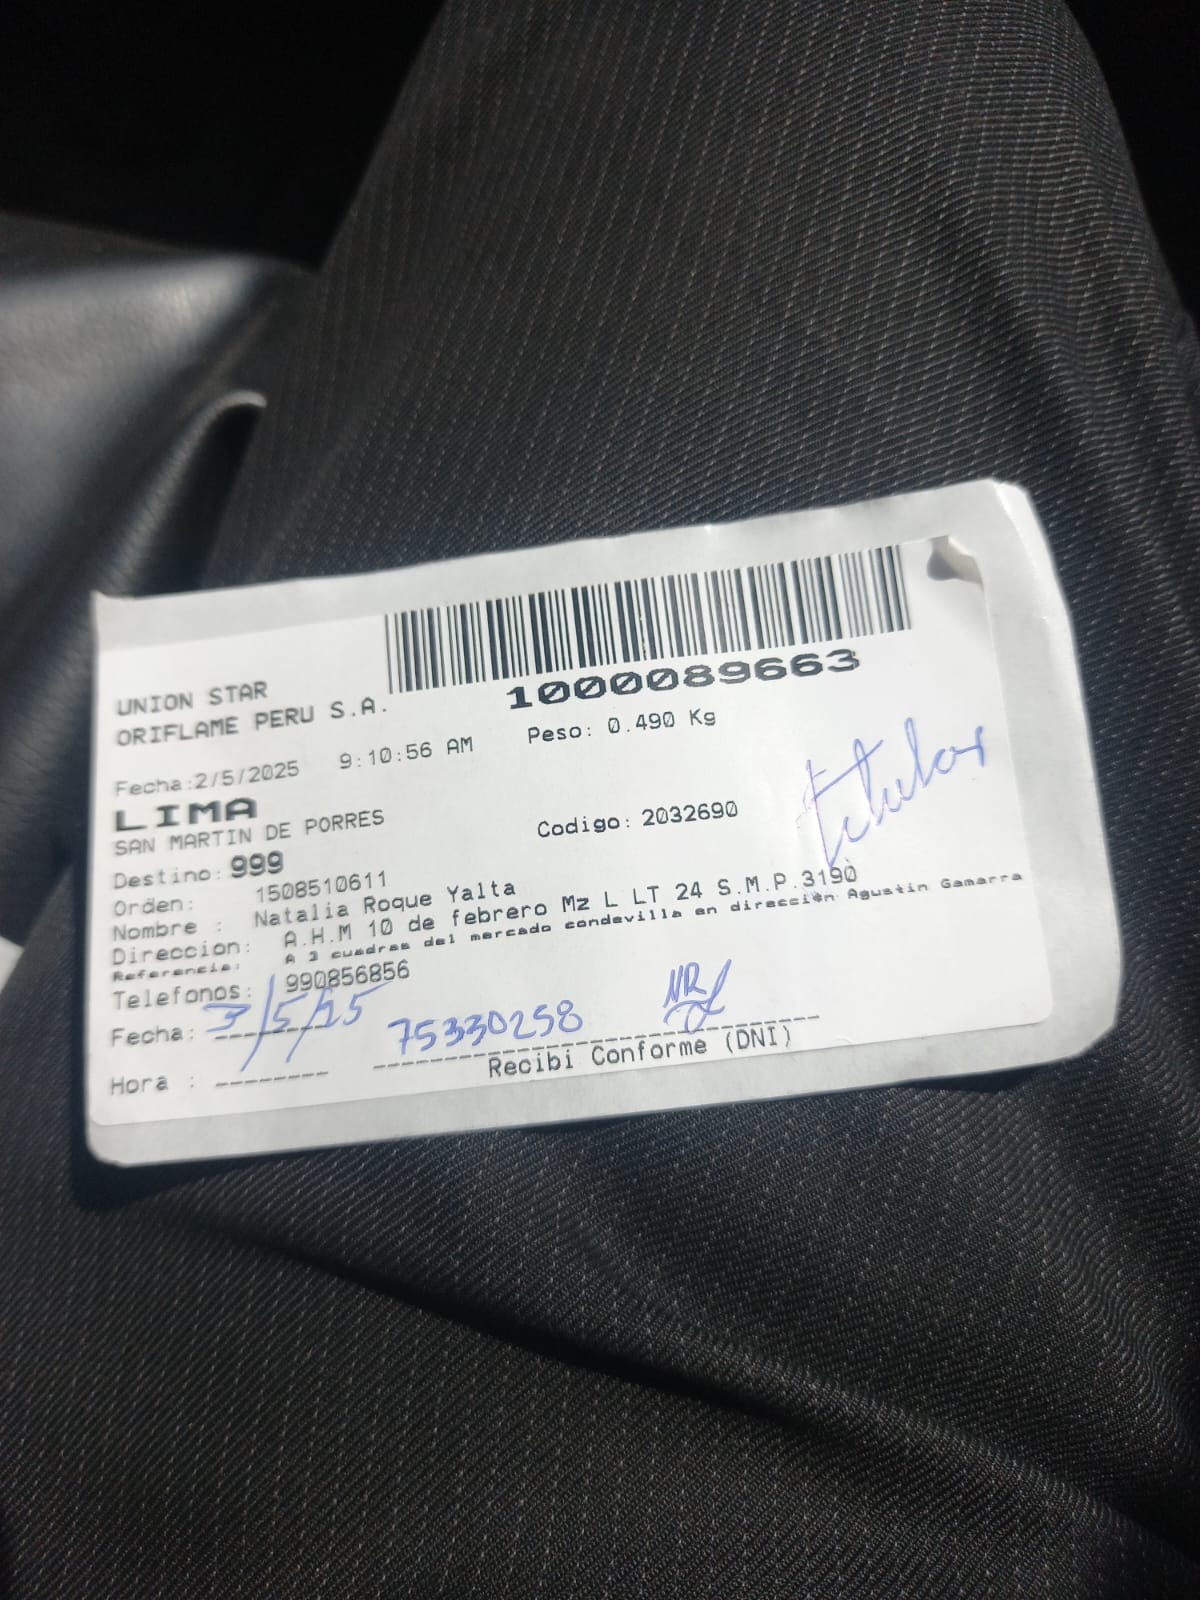 UNION STAR
ORIFLAME PERU S.A.
1000089663
Fecha:2/5/2025 9:10:56 AM Peso: 0.490 Kg
LIMA
SAN MARTIN DE PORRES
Codigo: 2032690
titular
Destino: 999
Orden: 1508510611
Nombre : Natalia Roque Yalta
Direccion: A.H.M 10 de febrero Mz L LT 24 S.M.P.3190
Referencia: A 3 cuadras del mercado condevilla en dirección Agustin Gamarra
Telefonos: 990856856
Fecha: 3/5/25 75330258 NR
Hora : Recibi Conforme (DNI)